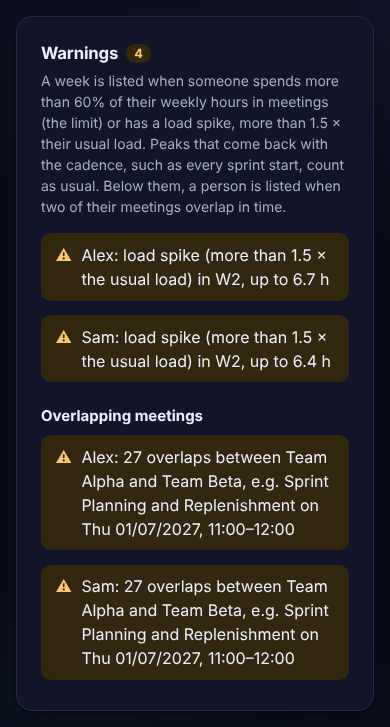 Warnings 4
A week is listed when someone spends more
than 60% of their weekly hours in meetings
(the limit) or has a load spike, more than 1.5 ×
their usual load. Peaks that come back with
the cadence, such as every sprint start, count
as usual. Below them, a person is listed when
two of their meetings overlap in time.
Alex: load spike (more than 1.5 ×
the usual load) in W2, up to 6.7 h
Sam: load spike (more than 1.5 ×
the usual load) in W2, up to 6.4 h
Overlapping meetings
Alex: 27 overlaps between Team
Alpha and Team Beta, e.g. Sprint
Planning and Replenishment on
Thu 01/07/2027, 11:00–12:00
Sam: 27 overlaps between Team
Alpha and Team Beta, e.g. Sprint
Planning and Replenishment on
Thu 01/07/2027, 11:00–12:00